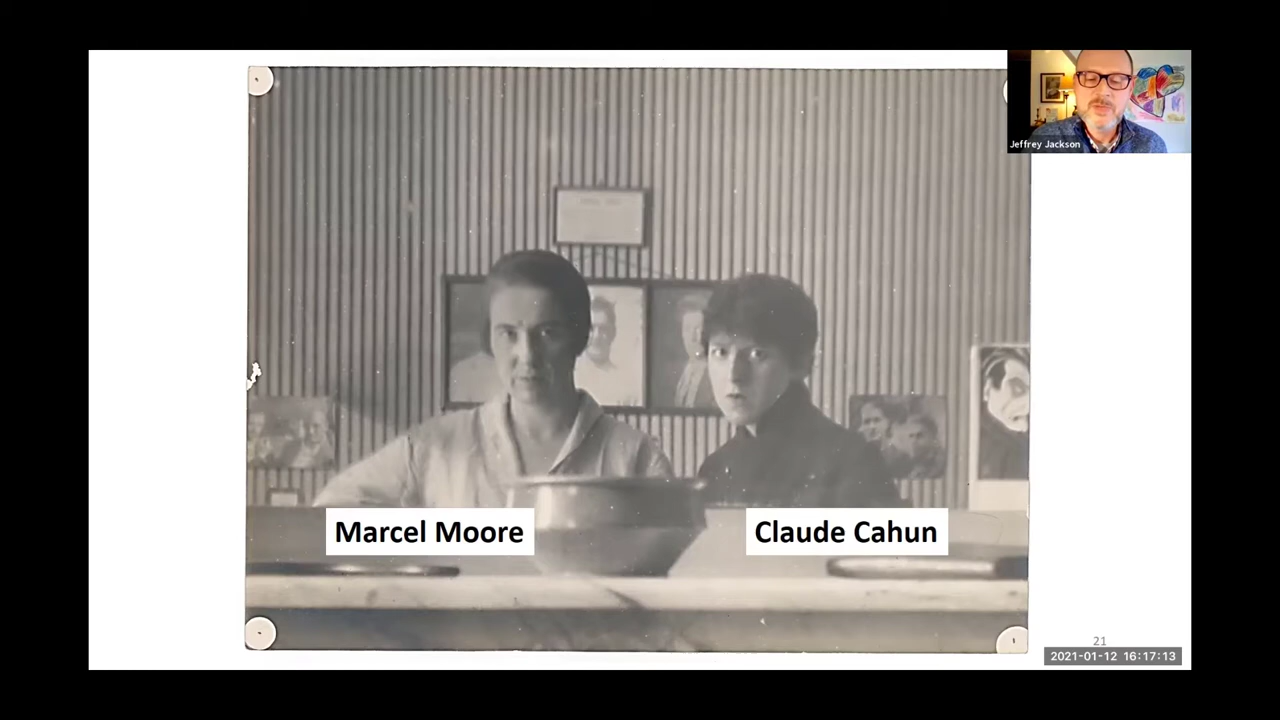 Jeffrey Jackson
Marcel Moore
Claude Cahun
21
2021-01-12 16:17:13